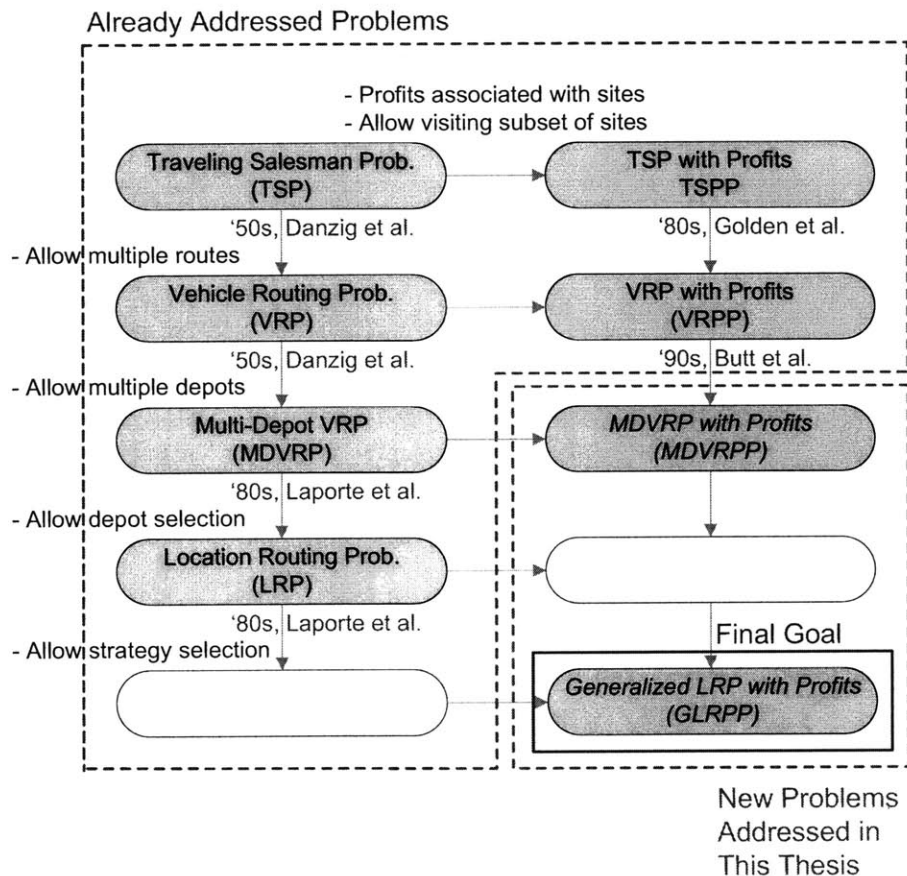 Already Addressed Problems
- Profits associated with sites
- Allow visiting subset of sites
Traveling Salesman Prob.
(TSP)
TSP with Profits
TSPP
‘50s, Danzig et al.
‘80s, Golden et al.
- Allow multiple routes
Vehicle Routing Prob.
(VRP)
VRP with Profits
(VRPP)
‘50s, Danzig et al.
‘90s, Butt et al.
- Allow multiple depots
Multi-Depot VRP
(MDVRP)
MDVRP with Profits
(MDVRPP)
‘80s, Laporte et al.
- Allow depot selection
Location Routing Prob.
(LRP)
‘80s, Laporte et al.
- Allow strategy selection
Final Goal
Generalized LRP with Profits
(GLRPP)
New Problems
Addressed in
This Thesis